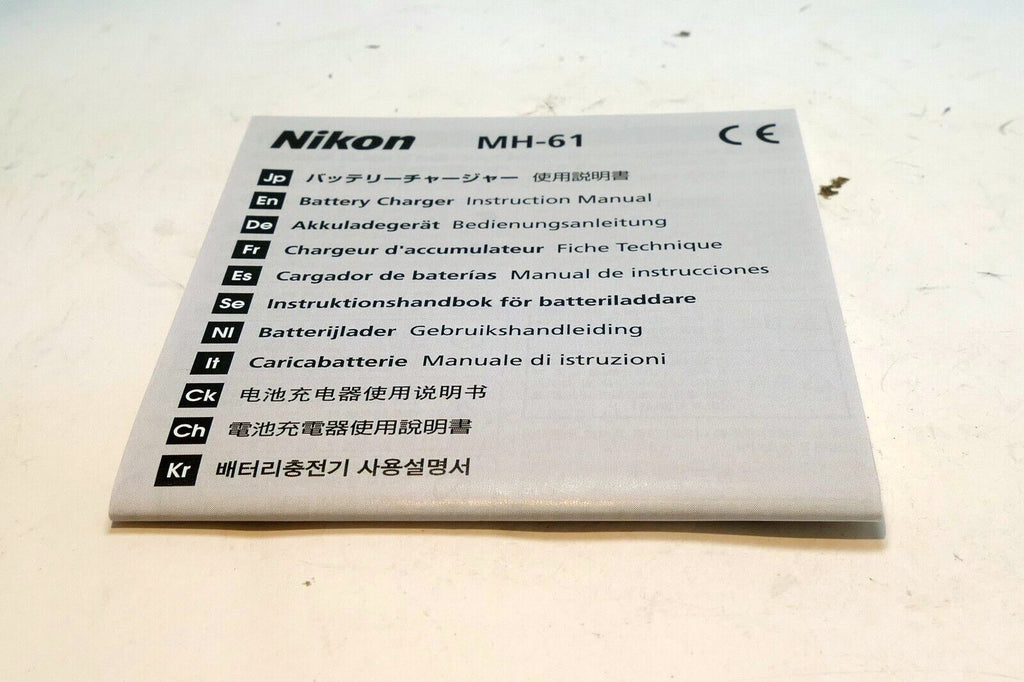 Nikon MH-61 CE
Jp バッテリーチャージャー 使用説明書
En Battery Charger Instruction Manual
De Akkuladegerät Bedienungsanleitung
Fr Chargeur d'accumulateur Fiche Technique
Es Cargador de baterías Manual de instrucciones
Se Instruktionshandbok för batteriladdare
Nl Batterijlader Gebruikshandleiding
It Caricabatterie Manuale di istruzioni
Ck 电池充电器使用说明书
Ch 電池充電器使用說明書
Kr 배터리충전기 사용설명서